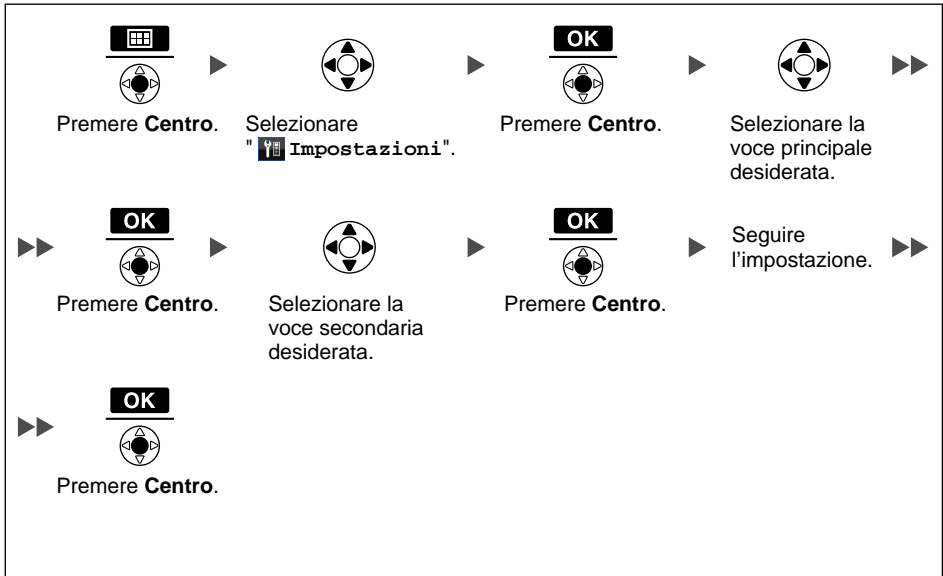 Premere Centro.
Selezionare
" Impostazioni".
OK
Premere Centro.
Selezionare la
voce principale
desiderata.
OK
Premere Centro.
Selezionare la
voce secondaria
desiderata.
OK
Premere Centro.
Seguire
l'impostazione.
OK
Premere Centro.